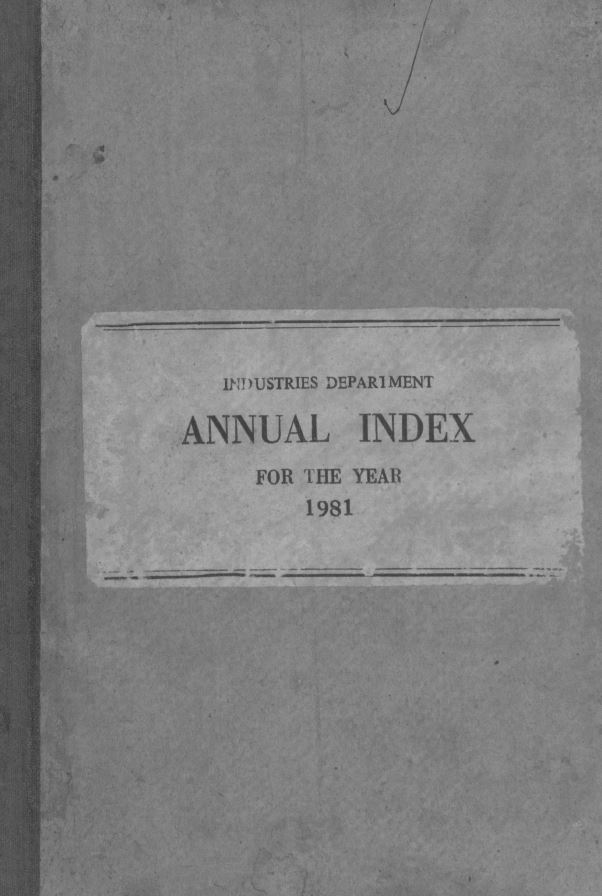 INDUSTRIES DEPARTMENT
ANNUAL INDEX
FOR THE YEAR
1981